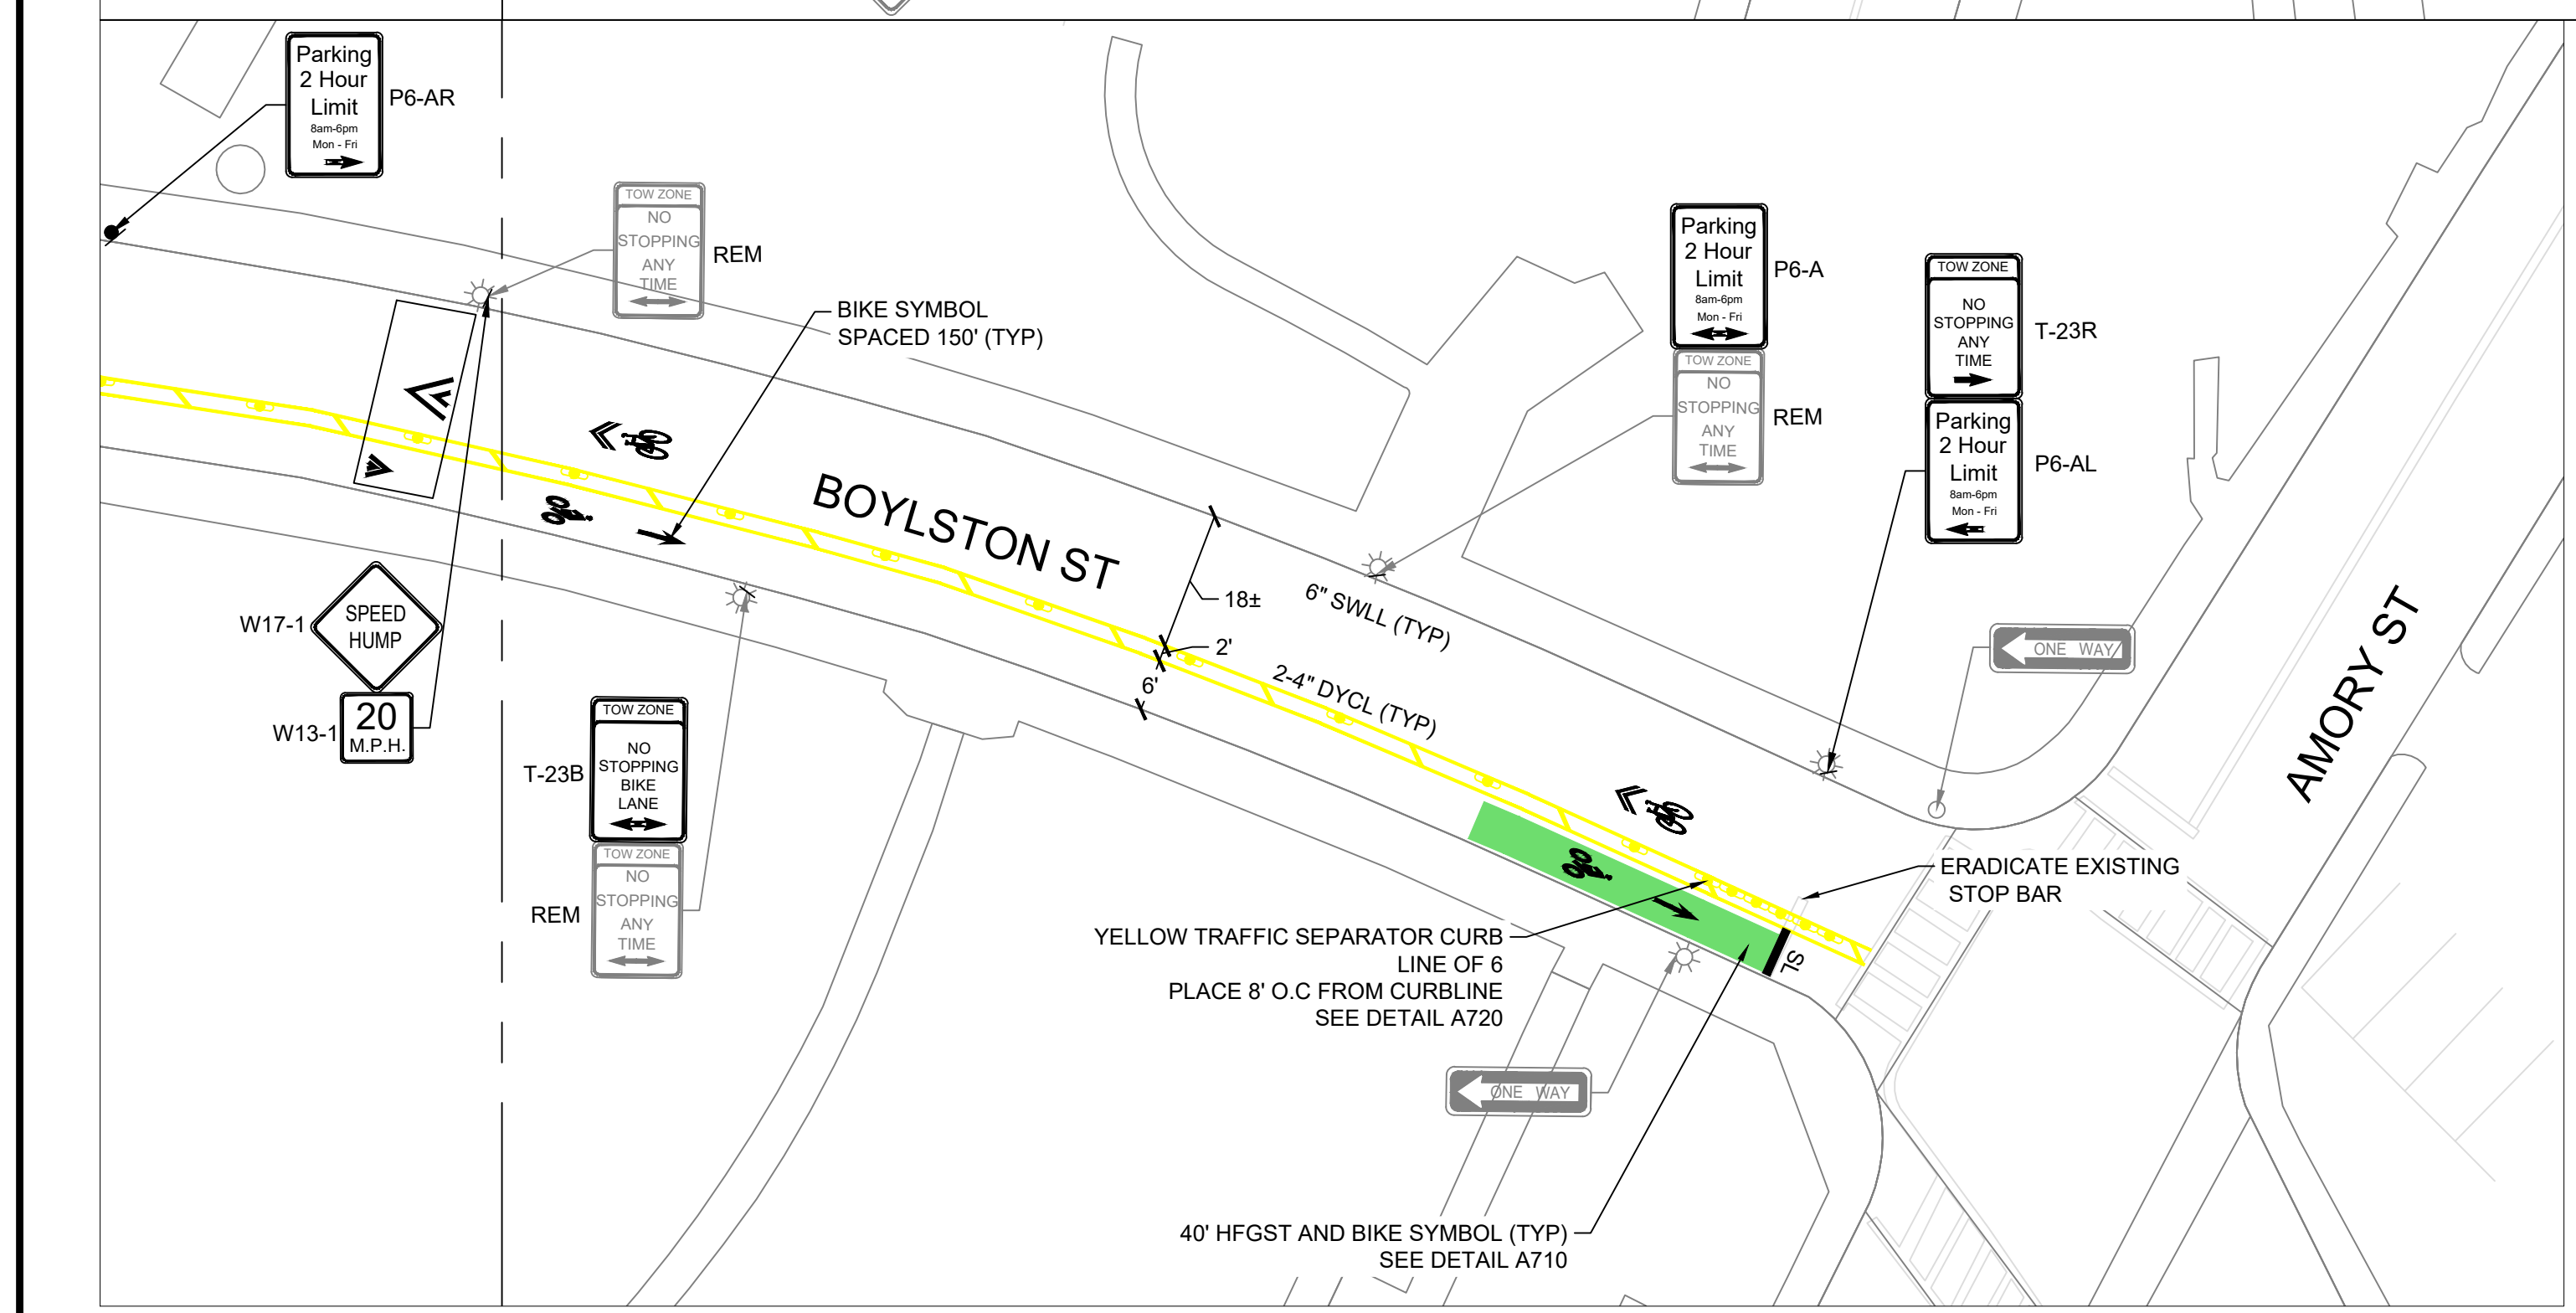 Parking
2 Hour
Limit
8am-6pm
Mon - Fri
P6-AR
TOW ZONE
NO
STOPPING
ANY
TIME
REM
BIKE SYMBOL
SPACED 150' (TYP)
Parking
2 Hour
Limit
8am-6pm
Mon - Fri
P6-A
TOW ZONE
NO
STOPPING
ANY
TIME
REM
TOW ZONE
NO
STOPPING
ANY
TIME
T-23R
Parking
2 Hour
Limit
8am-6pm
Mon - Fri
P6-AL
BOYLSTON ST
18±
2'
6'
6" SWLL (TYP)
2-4" DYCL (TYP)
ONE WAY
AMORY ST
W17-1
SPEED
HUMP
W13-1
20
M.P.H.
T-23B
TOW ZONE
NO
STOPPING
BIKE
LANE
REM
TOW ZONE
NO
STOPPING
ANY
TIME
ERADICATE EXISTING
STOP BAR
SL
YELLOW TRAFFIC SEPARATOR CURB
LINE OF 6
PLACE 8' O.C FROM CURBLINE
SEE DETAIL A720
ONE WAY
40' HFGST AND BIKE SYMBOL (TYP)
SEE DETAIL A710